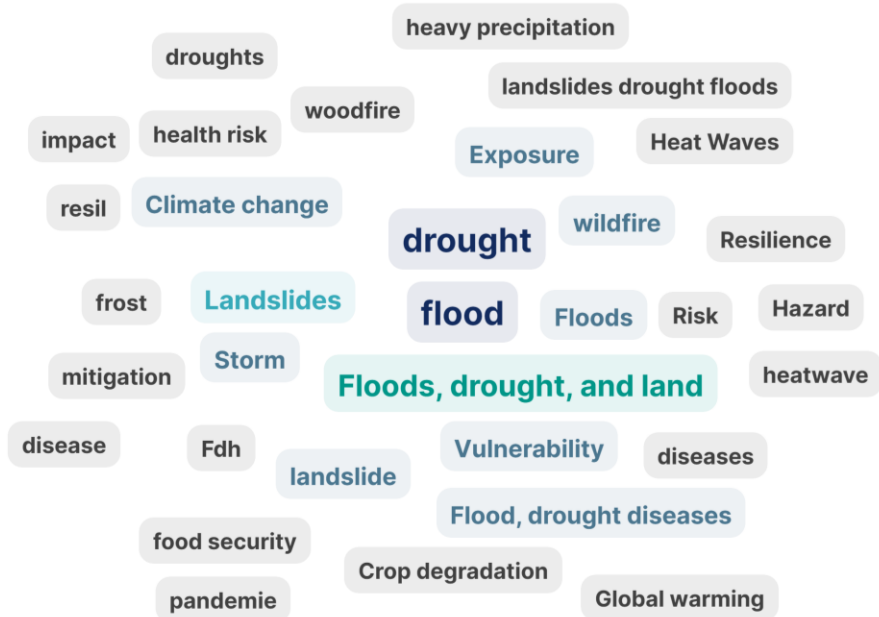 heavy precipitation
droughts
landslides drought floods
woodfire
impact
health risk
Exposure
Heat Waves
resil
Climate change
drought
wildfire
Resilience
frost
Landslides
flood
Floods
Risk
Hazard
mitigation
Storm
Floods, drought, and land
heatwave
disease
Fdh
landslide
Vulnerability
diseases
Flood, drought diseases
food security
Crop degradation
pandemie
Global warming